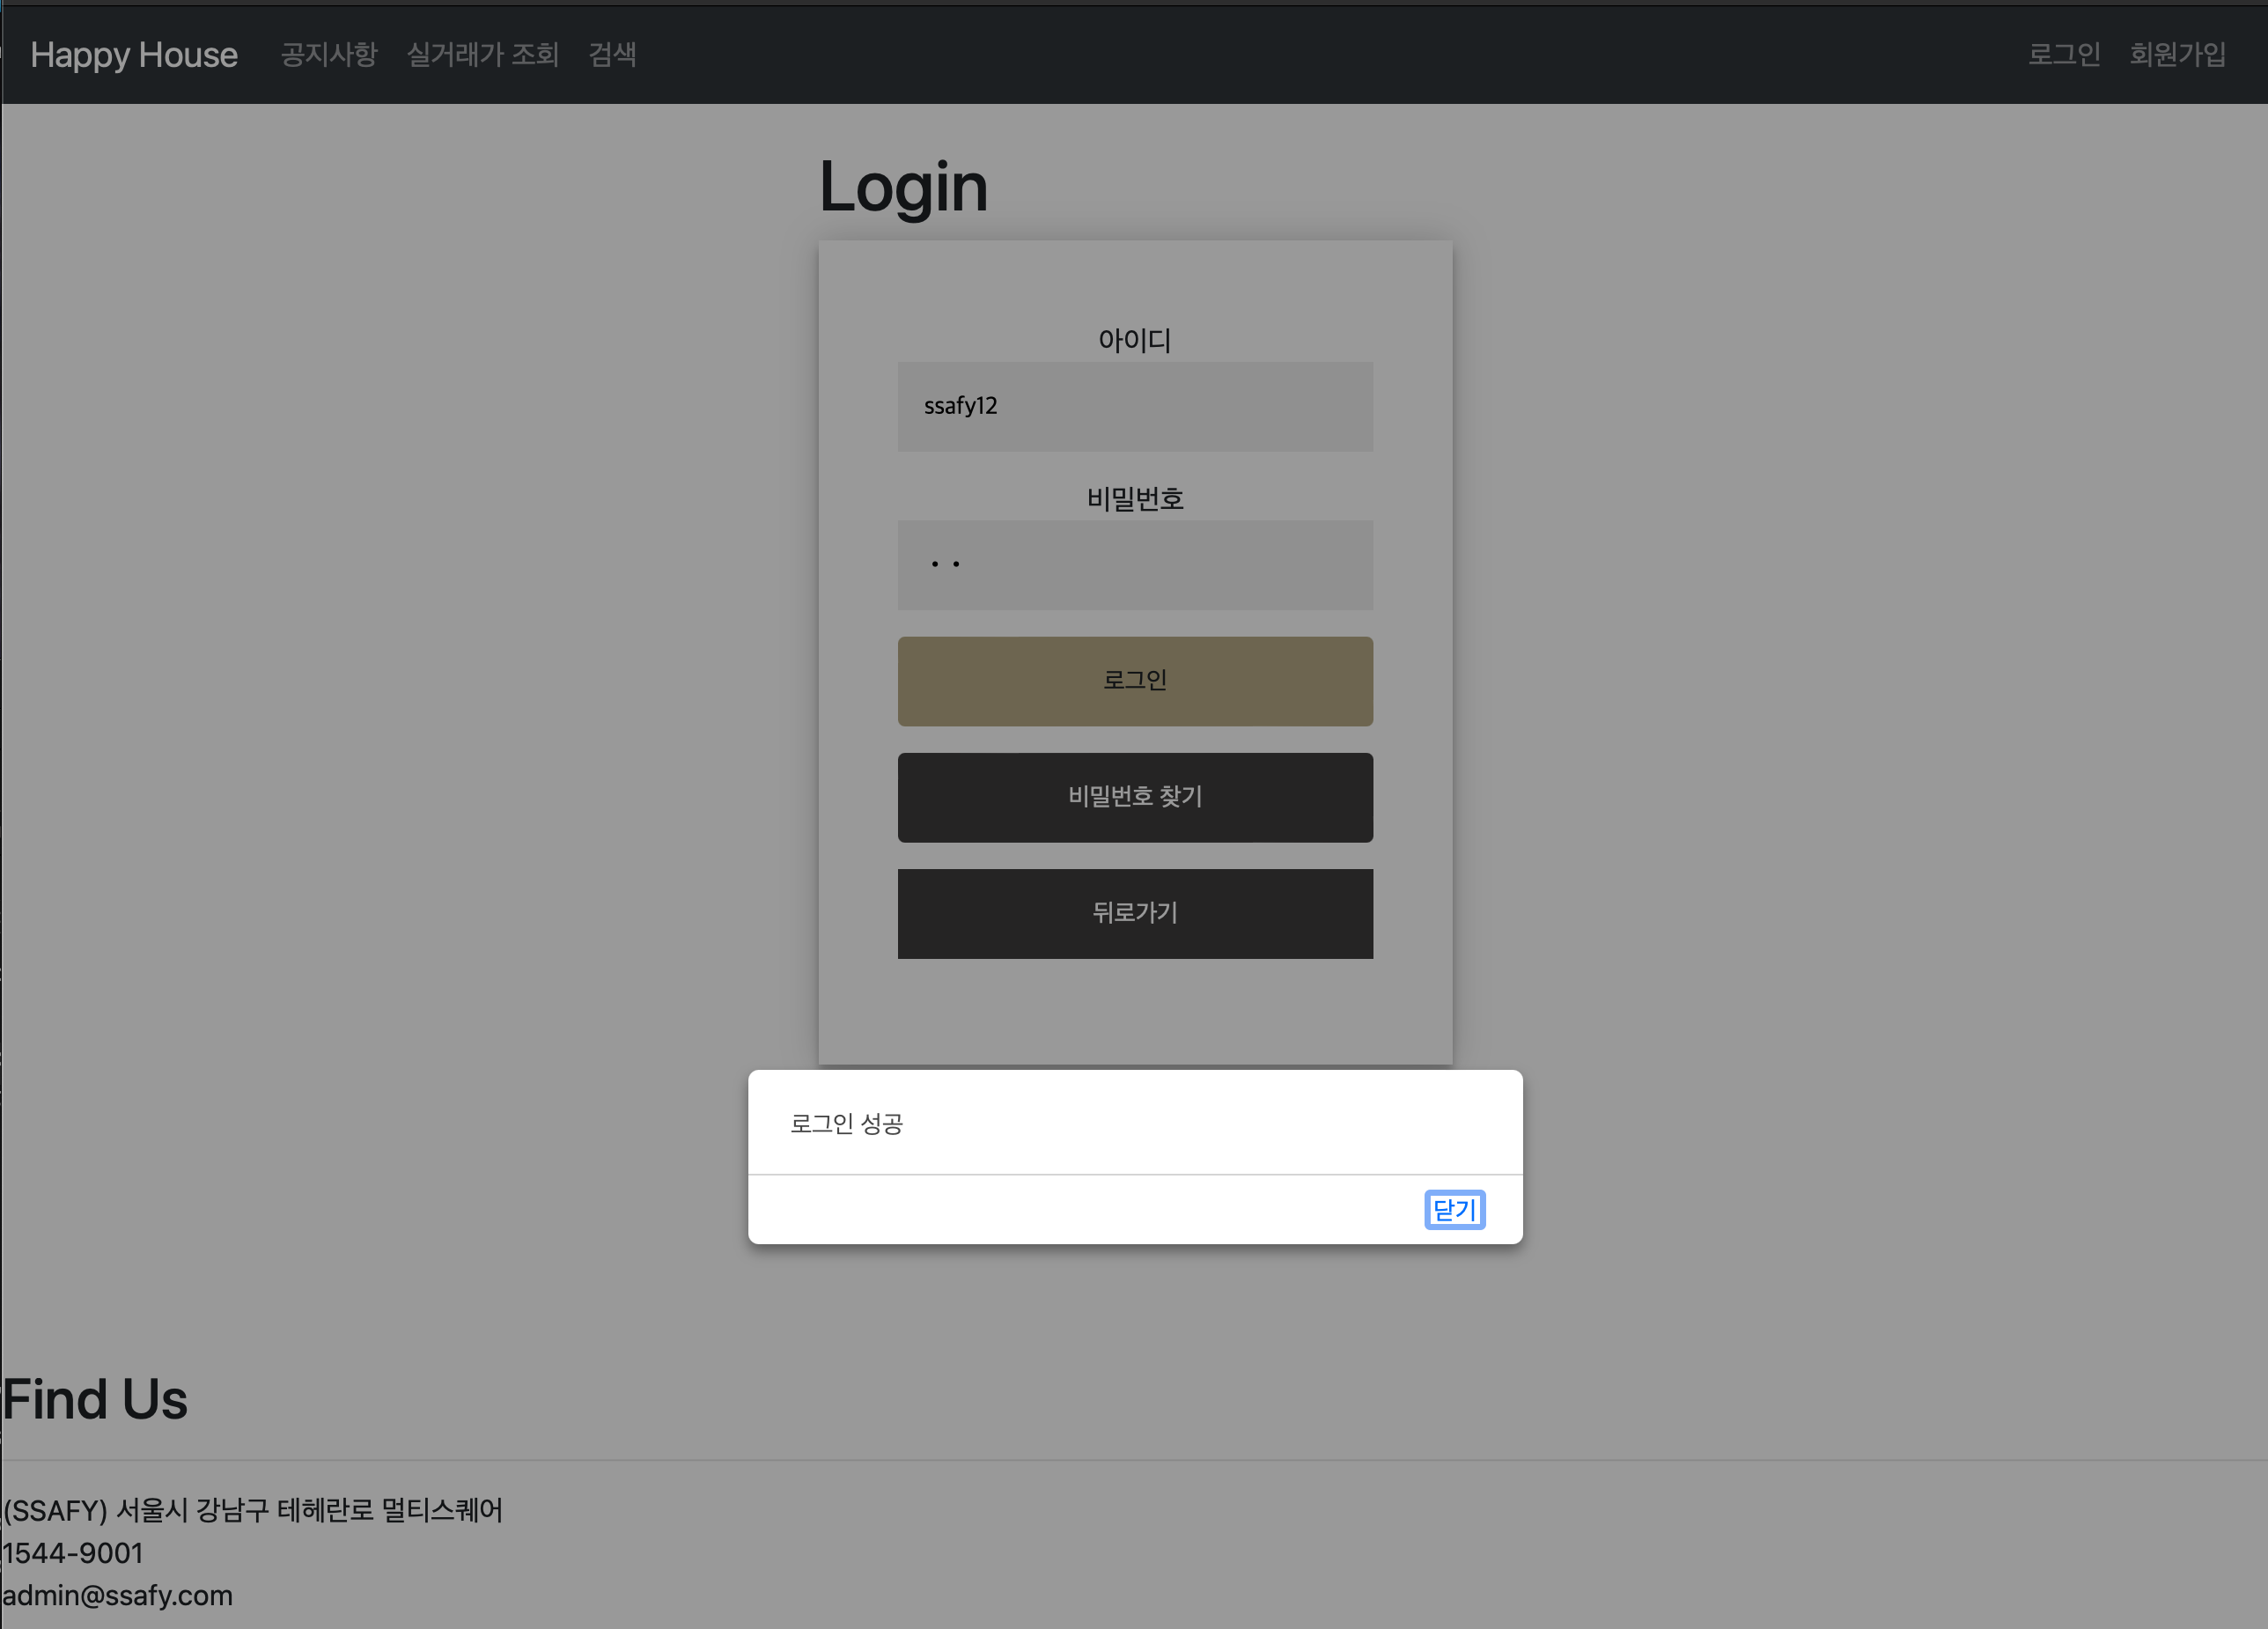 Happy House 공지사항 실거래가 조회 검색 로그인 회원가입
Login
아이디
ssafy12
비밀번호
로그인
비밀번호 찾기
뒤로가기
로그인 성공
닫기
Find Us
(SSAFY) 서울시 강남구 테헤란로 멀티스퀘어
1544-9001
admin@ssafy.com